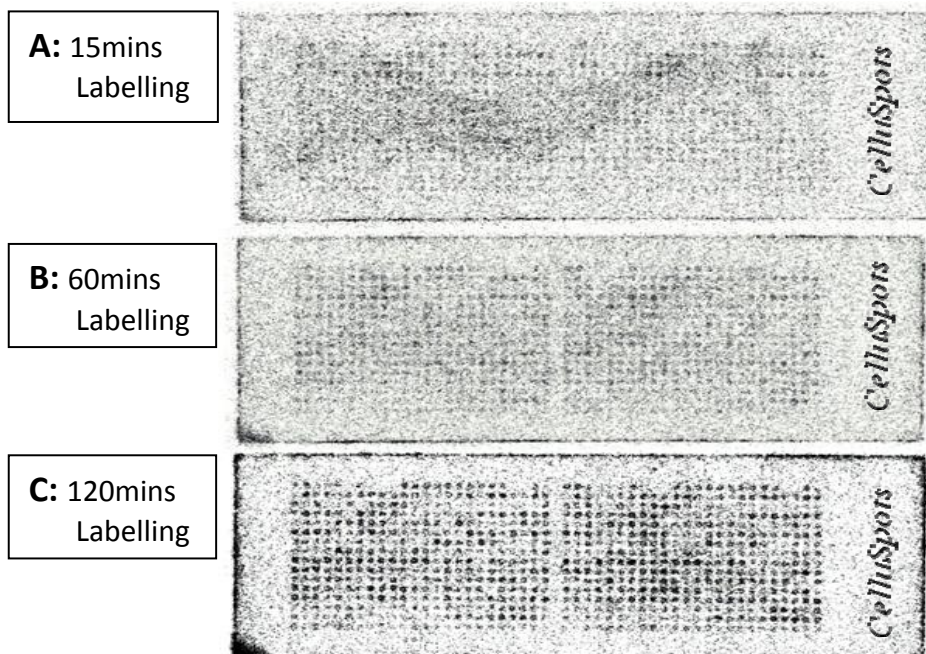 A: 15mins
Labelling
CelluSpots
B: 60mins
Labelling
CelluSpots
C: 120mins
Labelling
CelluSpots